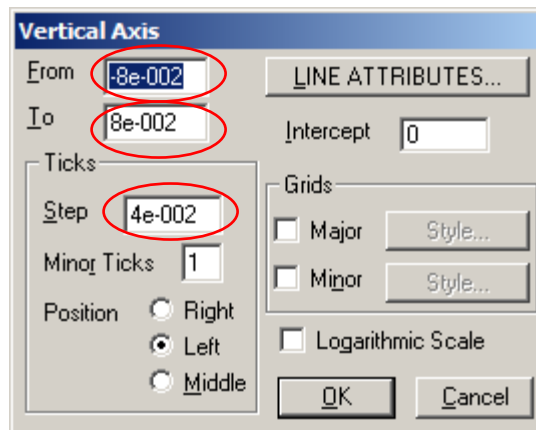 Vertical Axis
From -8e-002
To 8e-002
LINE ATTRIBUTES...
Intercept 0
Ticks
Step 4e-002
Minor Ticks 1
Position Right
Left
Middle
Grids
Major Style...
Minor Style...
Logarithmic Scale
OK Cancel